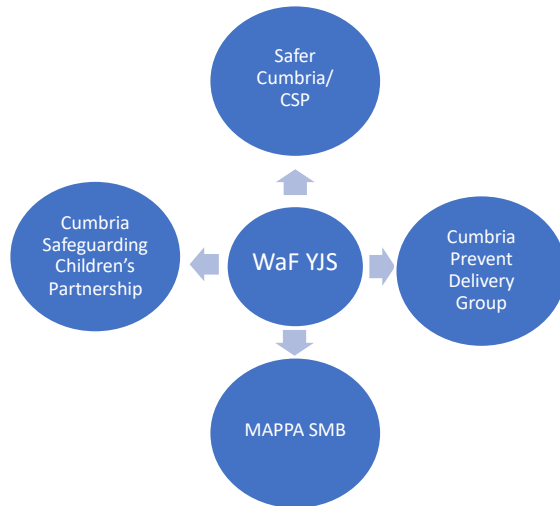 Safer
Cumbria/
CSP
Cumbria
Safeguarding
Children's
Partnership
WaF YJS
Cumbria
Prevent
Delivery
Group
MAPPA SMB